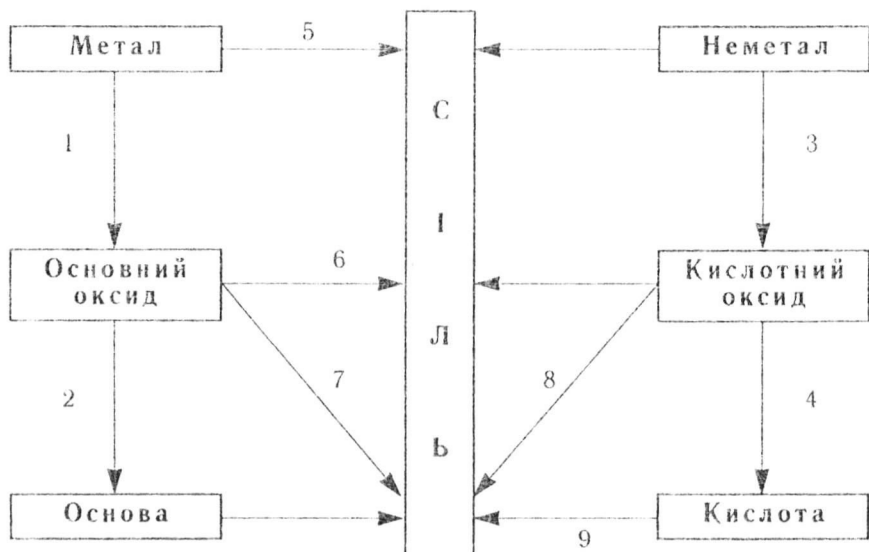 Метал
5
Неметал
С
1
3
І
Основний
оксид
6
Кислотний
оксид
Л
7
8
2
4
Ь
Основа
Кислота
9